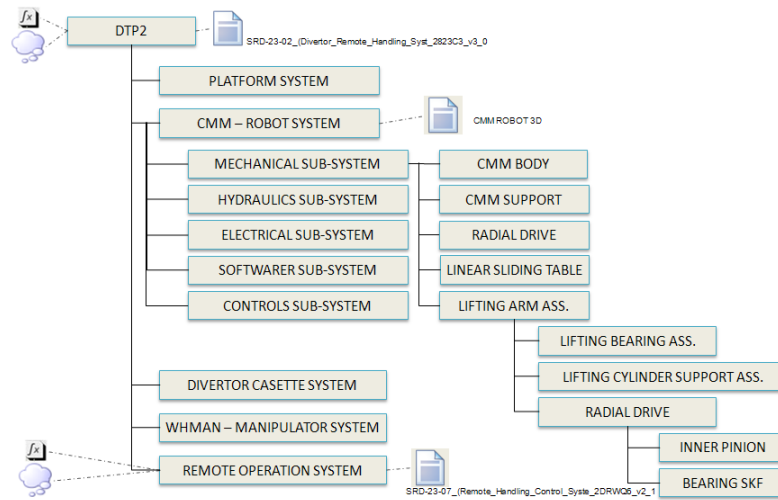 fx
DTP2
SRD-23-02_(Divertor_Remote_Handling_Syst_2823C3_v3_0
PLATFORM SYSTEM
CMM – ROBOT SYSTEM
CMM ROBOT 3D
MECHANICAL SUB-SYSTEM
CMM BODY
HYDRAULICS SUB-SYSTEM
CMM SUPPORT
ELECTRICAL SUB-SYSTEM
RADIAL DRIVE
SOFTWARER SUB-SYSTEM
LINEAR SLIDING TABLE
CONTROLS SUB-SYSTEM
LIFTING ARM ASS.
LIFTING BEARING ASS.
DIVERTOR CASETTE SYSTEM
LIFTING CYLINDER SUPPORT ASS.
RADIAL DRIVE
WHMAN – MANIPULATOR SYSTEM
fx
INNER PINION
REMOTE OPERATION SYSTEM
BEARING SKF
SRD-23-07_(Remote_Handling_Control_Syste_2DRWQ6_v2_1